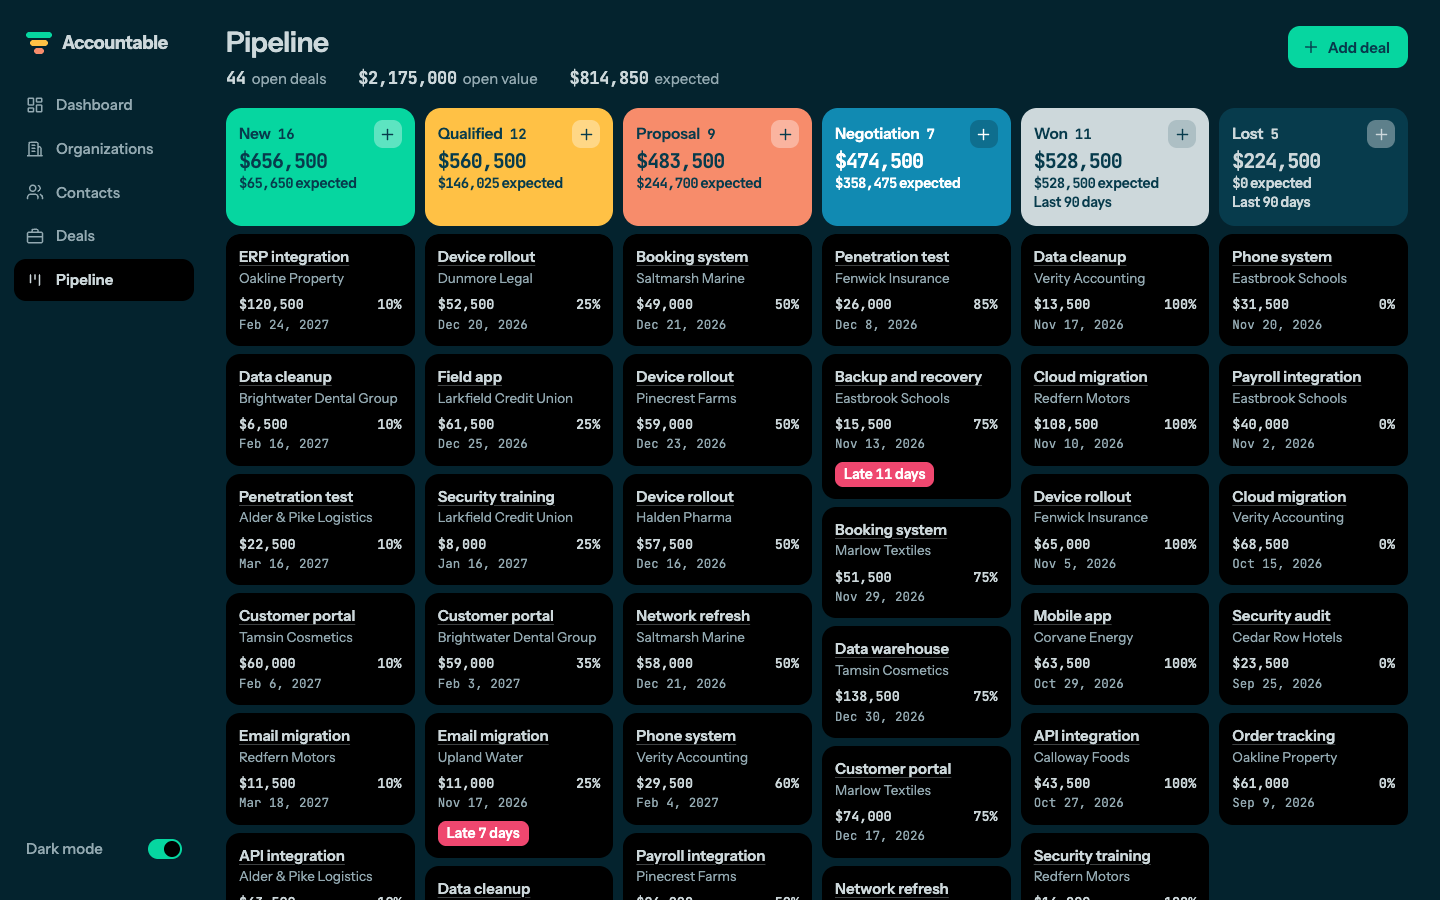 Accountable
Dashboard
Organizations
Contacts
Deals
Pipeline
Dark mode
Pipeline
44 open deals $2,175,000 open value $814,850 expected
Add deal
New 16
$656,500
$65,650 expected
ERP integration
Oakline Property
$120,500 10%
Feb 24, 2027
Data cleanup
Brightwater Dental Group
$6,500 10%
Feb 16, 2027
Penetration test
Alder & Pike Logistics
$22,500 10%
Mar 16, 2027
Customer portal
Tamsin Cosmetics
$60,000 10%
Feb 6, 2027
Email migration
Redfern Motors
$11,500 10%
Mar 18, 2027
API integration
Alder & Pike Logistics
Qualified 12
$560,500
$146,025 expected
Device rollout
Dunmore Legal
$52,500 25%
Dec 20, 2026
Field app
Larkfield Credit Union
$61,500 25%
Dec 25, 2026
Security training
Larkfield Credit Union
$8,000 25%
Jan 16, 2027
Customer portal
Brightwater Dental Group
$59,000 35%
Feb 3, 2027
Email migration
Upland Water
$11,000 25%
Nov 17, 2026
Late 7 days
Data cleanup
Proposal 9
$483,500
$244,700 expected
Booking system
Saltmarsh Marine
$49,000 50%
Dec 21, 2026
Device rollout
Pinecrest Farms
$59,000 50%
Dec 23, 2026
Device rollout
Halden Pharma
$57,500 50%
Dec 16, 2026
Network refresh
Saltmarsh Marine
$58,000 50%
Dec 21, 2026
Phone system
Verity Accounting
$29,500 60%
Feb 4, 2027
Payroll integration
Pinecrest Farms
Negotiation 7
$474,500
$358,475 expected
Penetration test
Fenwick Insurance
$26,000 85%
Dec 8, 2026
Backup and recovery
Eastbrook Schools
$15,500 75%
Nov 13, 2026
Late 11 days
Booking system
Marlow Textiles
$51,500 75%
Nov 29, 2026
Data warehouse
Tamsin Cosmetics
$138,500 75%
Dec 30, 2026
Customer portal
Marlow Textiles
$74,000 75%
Dec 17, 2026
Network refresh
Won 11
$528,500
$528,500 expected
Last 90 days
Data cleanup
Verity Accounting
$13,500 100%
Nov 17, 2026
Cloud migration
Redfern Motors
$108,500 100%
Nov 10, 2026
Device rollout
Fenwick Insurance
$65,000 100%
Nov 5, 2026
Mobile app
Corvane Energy
$63,500 100%
Oct 29, 2026
API integration
Calloway Foods
$43,500 100%
Oct 27, 2026
Security training
Redfern Motors
Lost 5
$224,500
$0 expected
Last 90 days
Phone system
Eastbrook Schools
$31,500 0%
Nov 20, 2026
Payroll integration
Eastbrook Schools
$40,000 0%
Nov 2, 2026
Cloud migration
Verity Accounting
$68,500 0%
Oct 15, 2026
Security audit
Cedar Row Hotels
$23,500 0%
Sep 25, 2026
Order tracking
Oakline Property
$61,000 0%
Sep 9, 2026